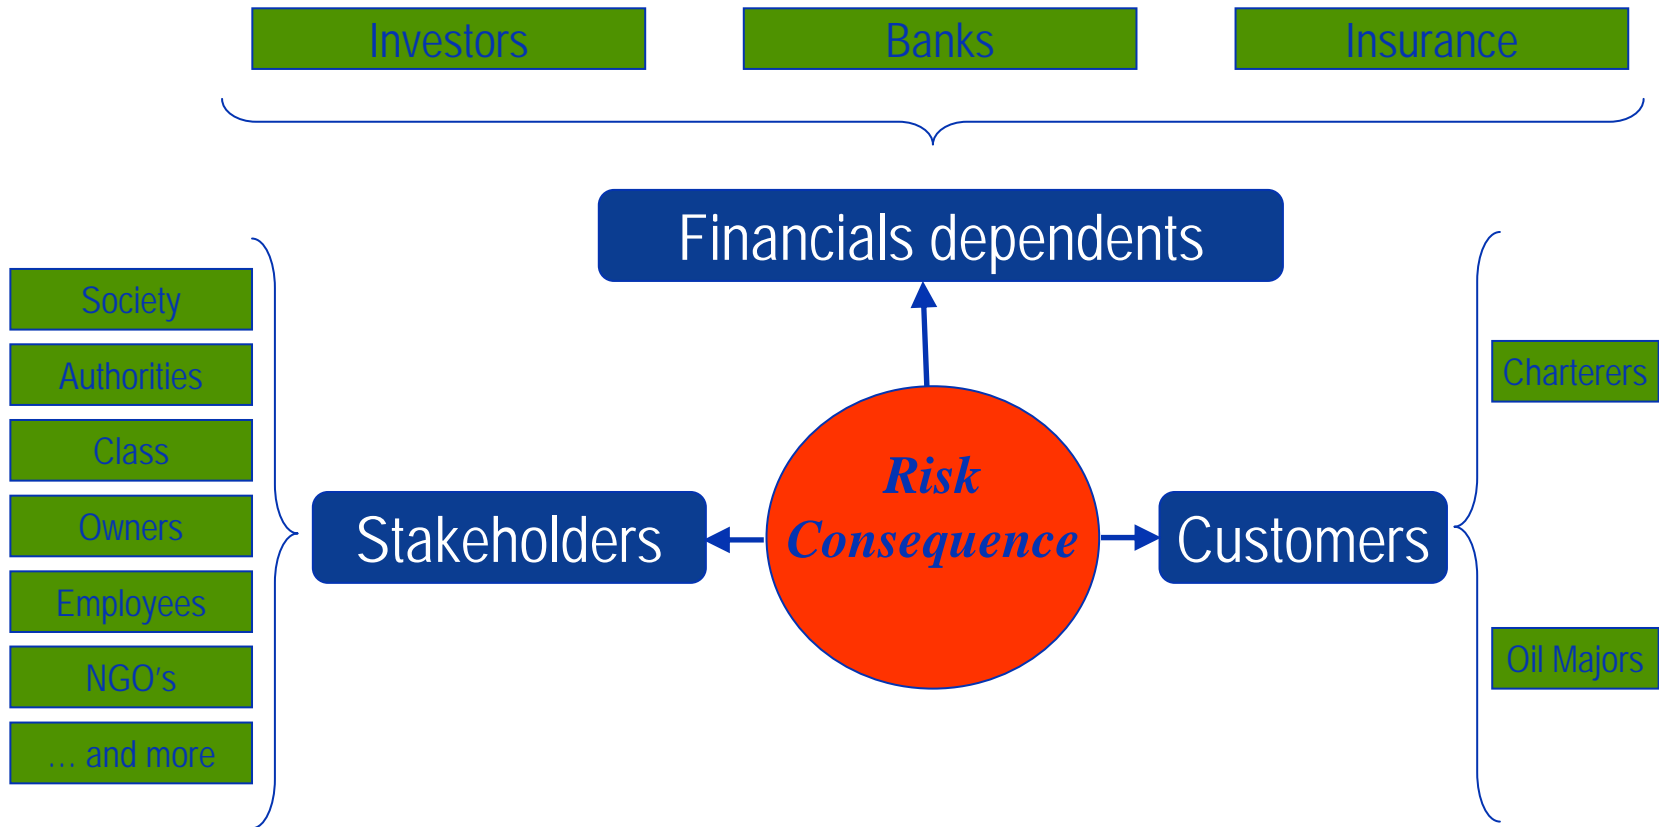 Investors
Banks
Insurance
Financials dependents
Society
Authorities
Class
Owners
Employees
NGO's
... and more
Stakeholders
Risk
Consequence
Customers
Charterers
Oil Majors